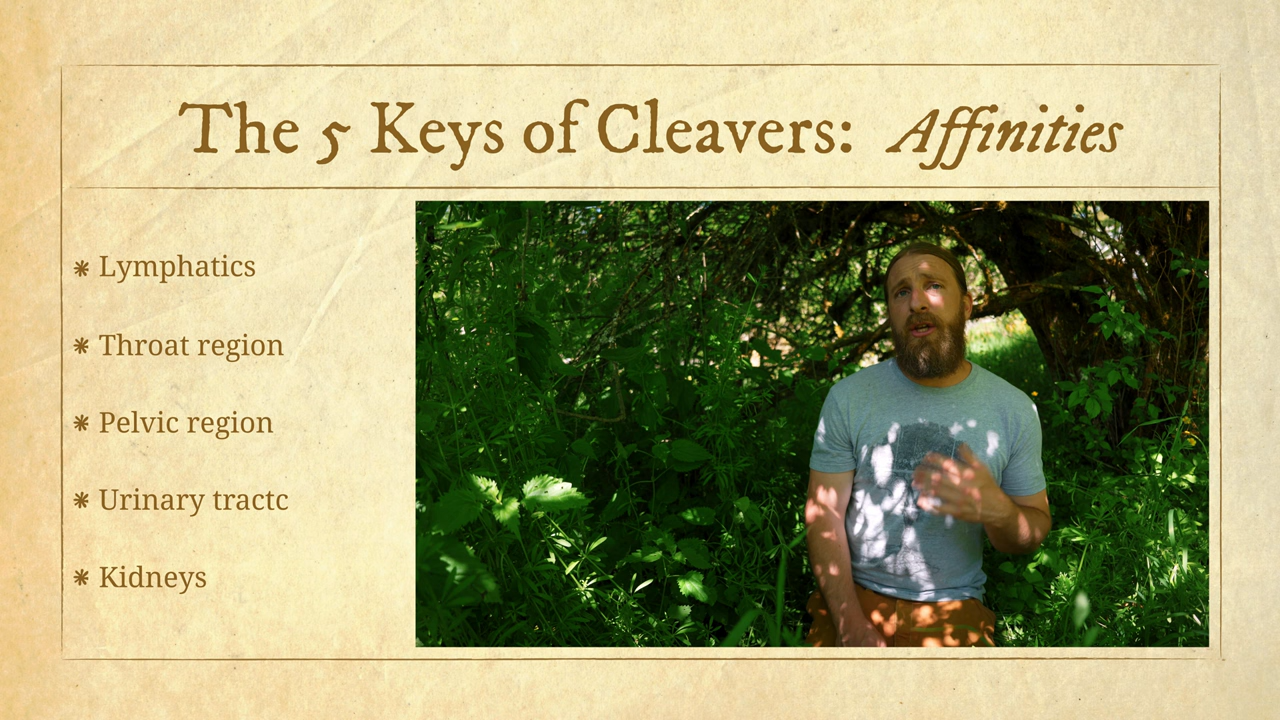 The 5 Keys of Cleavers: Affinities
Lymphatics
Throat region
Pelvic region
Urinary tractc
Kidneys